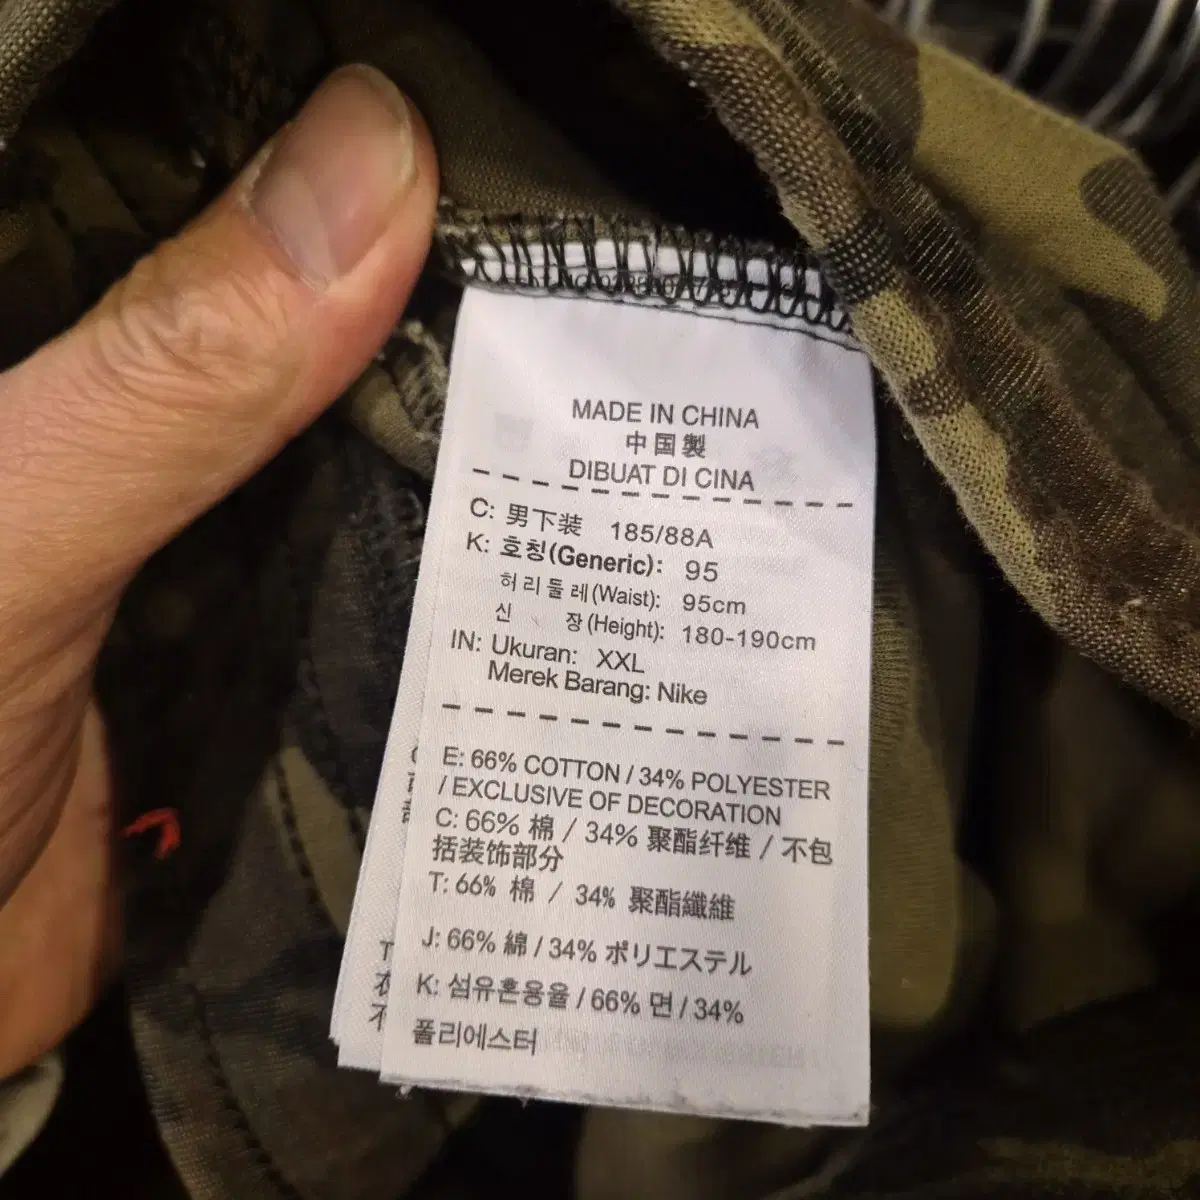 MADE IN CHINA
中国製
DIBUAT DI CINA
C: 男下装 185/88A
K: 호칭(Generic): 95
허리둘레(Waist): 95cm
신 장(Height): 180-190cm
IN: Ukuran: XXL
Merek Barang: Nike
E: 66% COTTON / 34% POLYESTER
/ EXCLUSIVE OF DECORATION
C: 66% 棉 / 34% 聚酯纤维 / 不包
括装饰部分
T: 66% 棉 / 34% 聚酯纖維
J: 66% 綿 / 34% ポリエステル
K: 섬유혼용율 / 66% 면 / 34%
폴리에스터